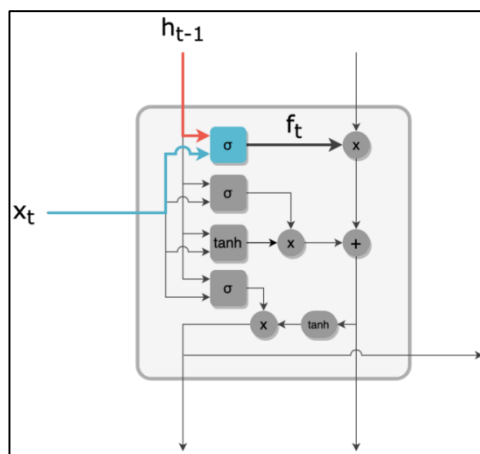 h_{t-1}
σ
f_t
x
σ
x_t
tanh
x
+
σ
x
tanh